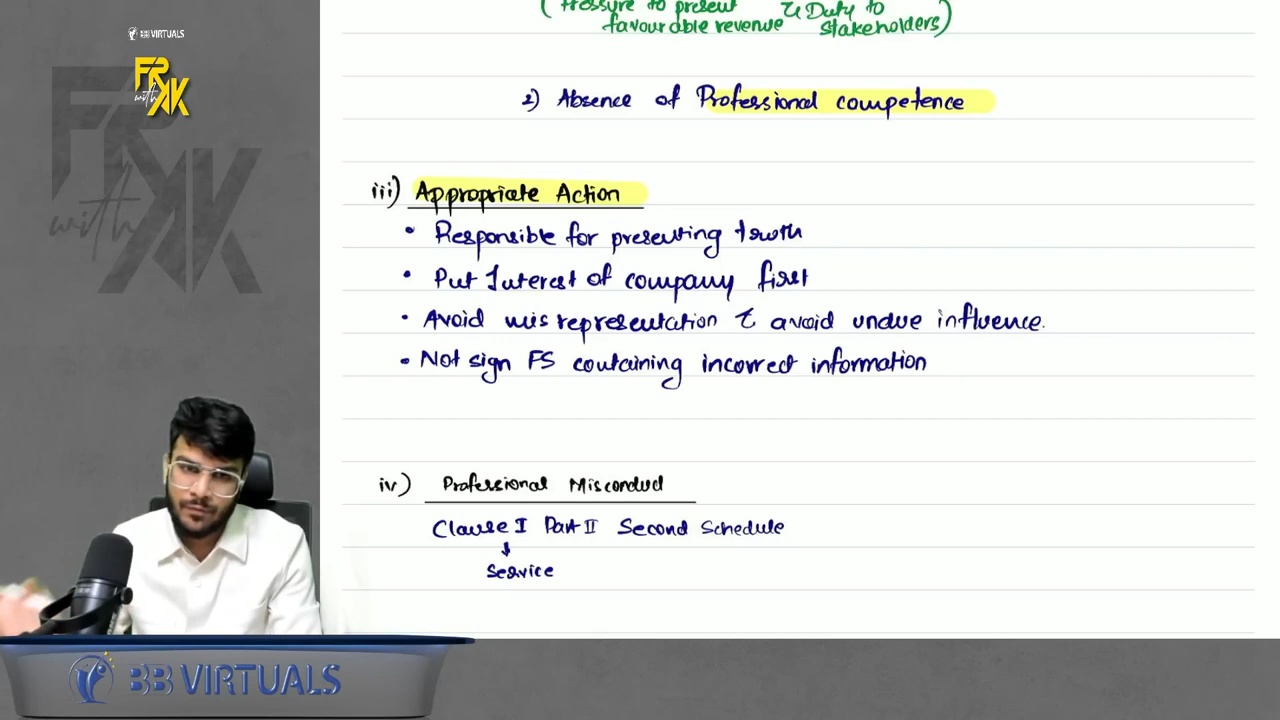 (Pressure to present & Duty to
favourable revenue stakeholders)
BB VIRTUALS
FR
with
AK
2) Absence of Professional competence
iii) Appropriate Action
• Responsible for presenting truth
• Put Interest of company first
• Avoid misrepresentation & avoid undue influence.
• Not sign FS containing incorrect information
iv) Professional Misconduct
Clause I Part II Second Schedule
Service
BB VIRTUALS